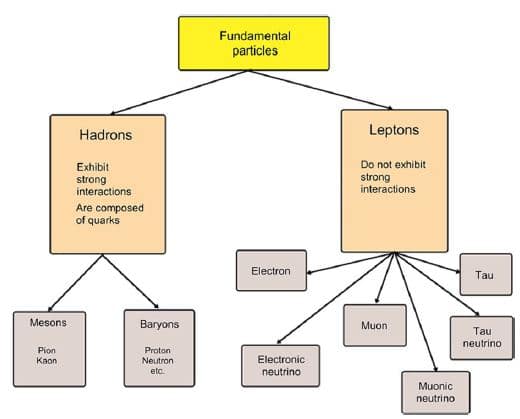 Fundamental
particles
Hadrons
Exhibit
strong
interactions
Are composed
of quarks
Leptons
Do not exhibit
strong
interactions
Mesons
Pion
Kaon
Baryons
Proton
Neutron
etc.
Electron
Electronic
neutrino
Muon
Muonic
neutrino
Tau
neutrino
Tau